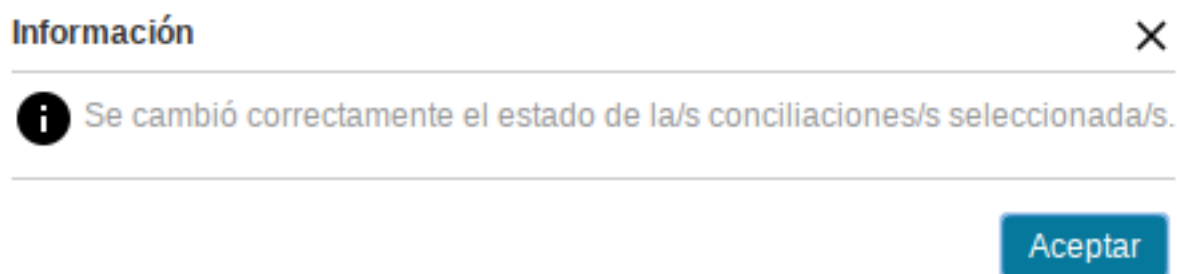 Información
Se cambió correctamente el estado de la/s conciliaciones/s seleccionada/s.
Aceptar